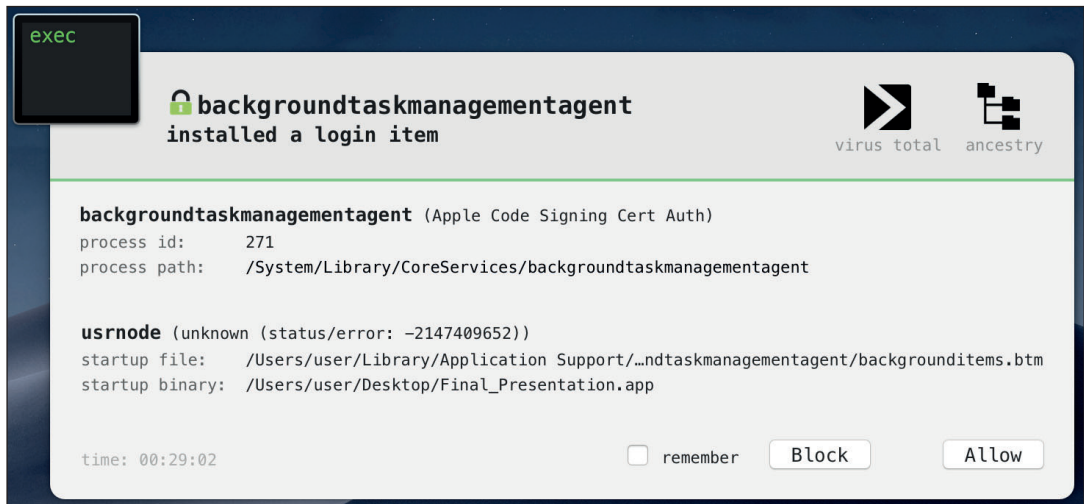 exec
backgroundtaskmanagementagent
installed a login item
virus total
ancestry
backgroundtaskmanagementagent (Apple Code Signing Cert Auth)
process id: 271
process path: /System/Library/CoreServices/backgroundtaskmanagementagent
usrnode (unknown (status/error: -2147409652))
startup file: /Users/user/Library/Application Support/…ndtaskmanagementagent/backgrounditems.btm
startup binary: /Users/user/Desktop/Final_Presentation.app
time: 00:29:02
remember
Block
Allow